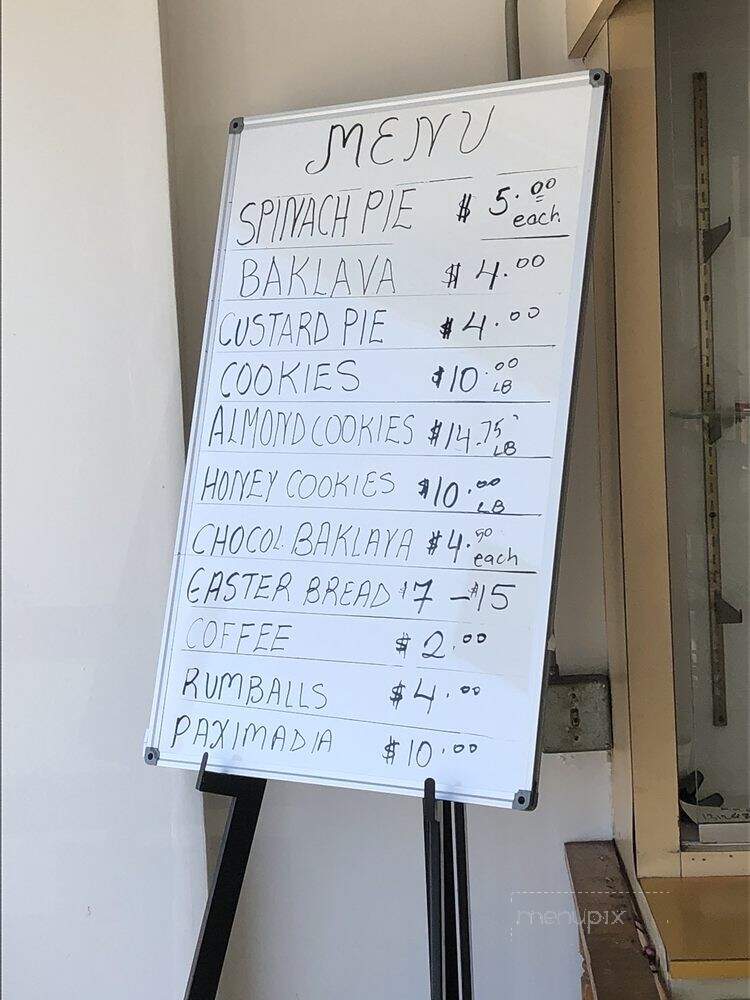 MENU
SPINACH PIE $ 5.00 each
BAKLAVA $ 4.00
CUSTARD PIE $ 4.00
COOKIES $10.00 LB
ALMOND COOKIES $14.75 LB
HONEY COOKIES $10.00 LB
CHOCOL BAKLAVA $4.50 each
EASTER BREAD $7 - $15
COFFEE $ 2.00
RUMBALLS $4.00
PAXIMADIA $10.00
menupix